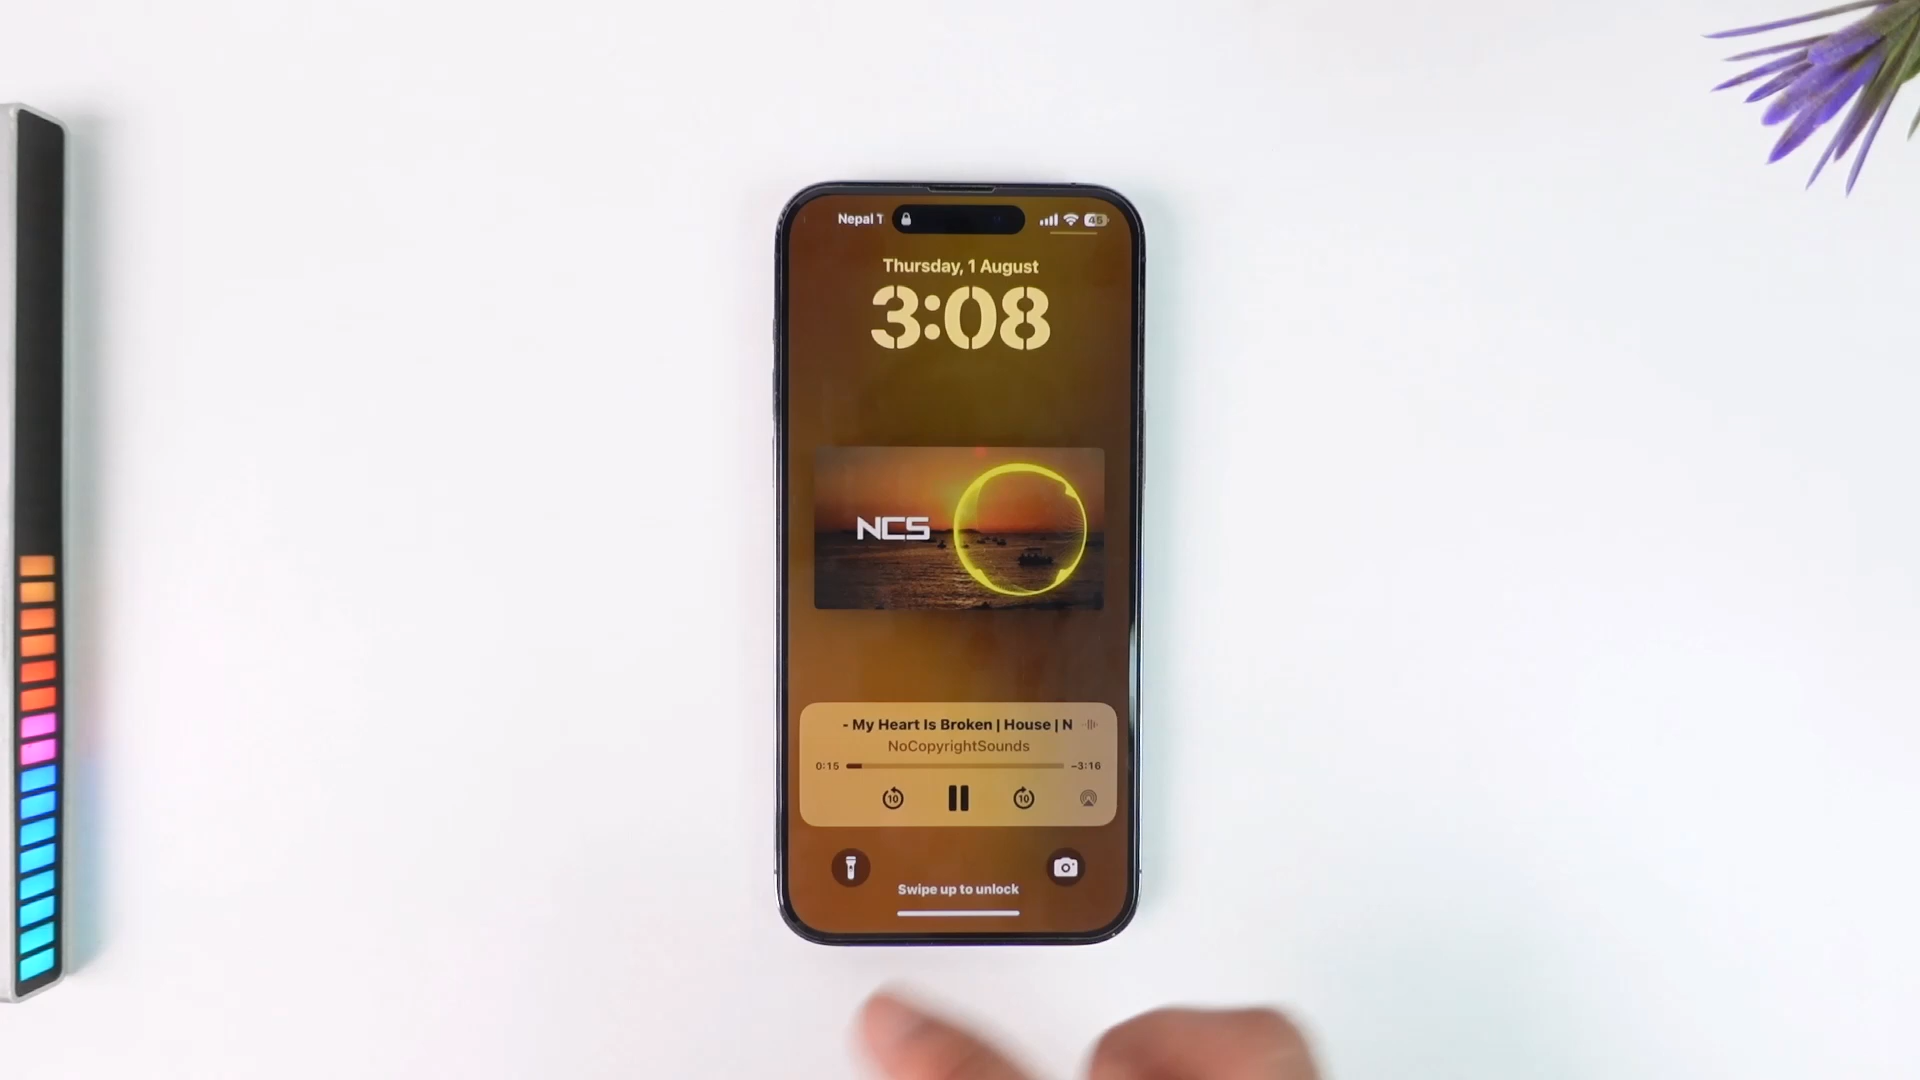 Nepal T
45
Thursday, 1 August
3:08
NCS
- My Heart Is Broken | House | N
NoCopyrightSounds
0:15
-3:16
10
10
Swipe up to unlock